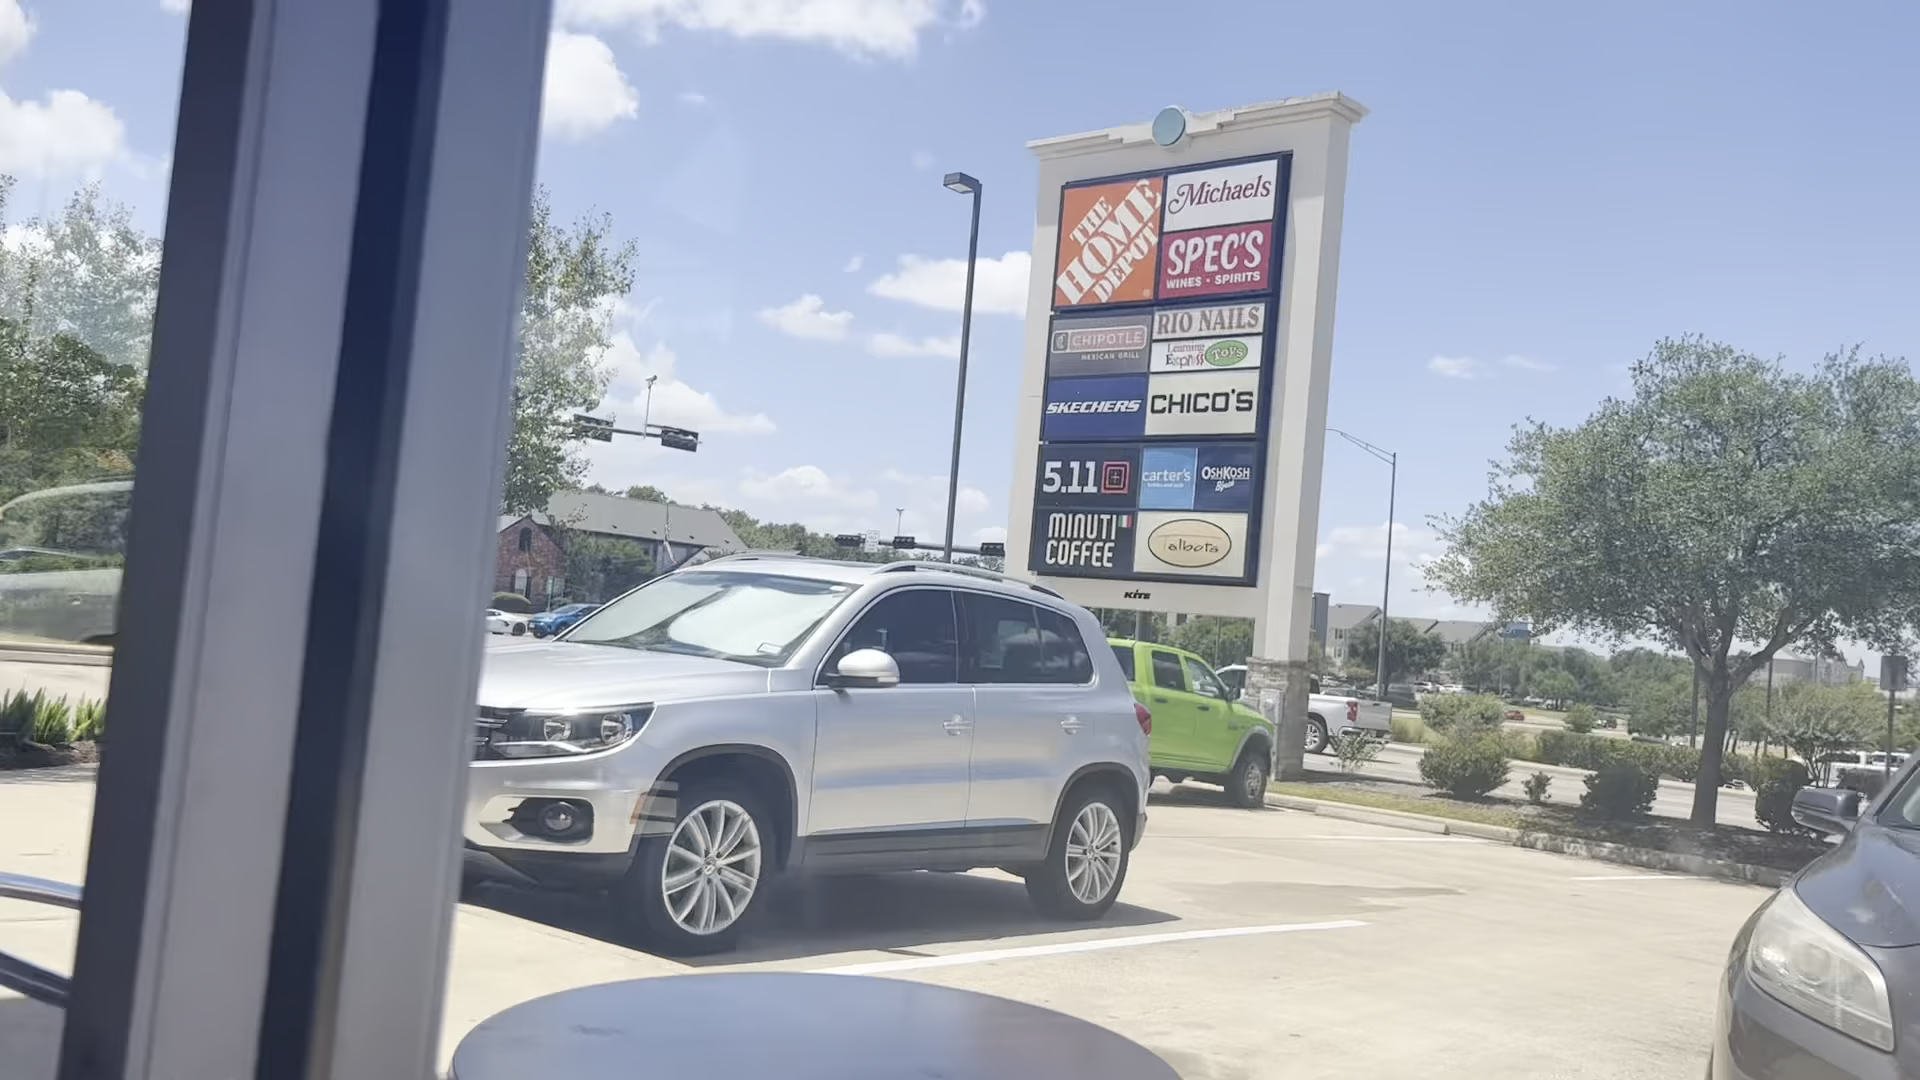 THE
HOME
DEPOT
Michaels
SPEC'S
WINES • SPIRITS
CHIPOTLE
MEXICAN GRILL
RIO NAILS
Learning
Express
TOYS
SKECHERS
CHICO'S
5.11
carter's
OSHKOSH
B'gosh
MINUTI
COFFEE
Talbots
KITE